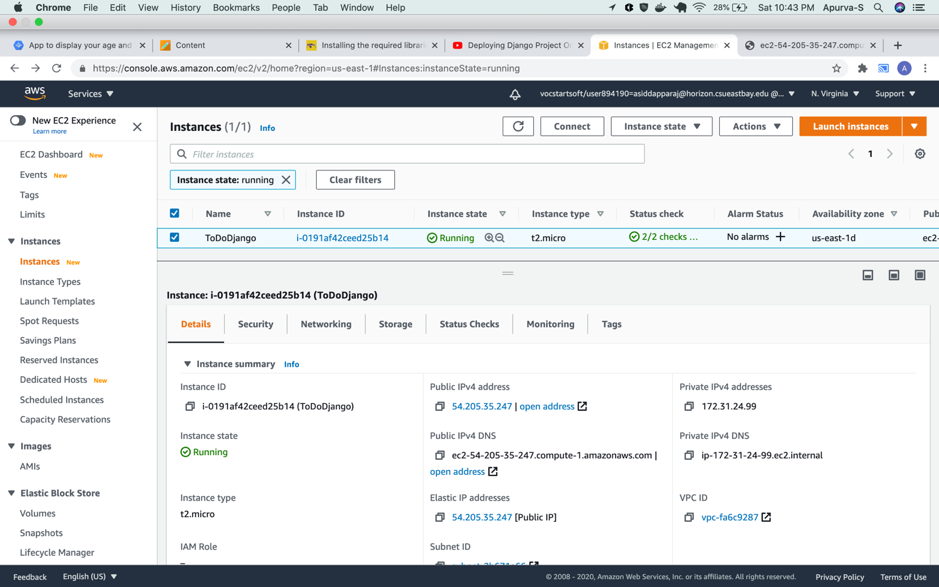 Chrome File Edit View History Bookmarks People Tab Window Help 28% Sat 10:43 PM Apurva-S
App to display your age and Content Installing the required librari Deploying Django Project O Instances | EC2 Managemen ec2-54-205-35-247.compu
https://console.aws.amazon.com/ec2/v2/home?region=us-east-1#Instances:instanceState=running A
aws Services vocstartsoft/user894190=asiddapparaj@horizon.csueastbay.edu @... N. Virginia Support
New EC2 Experience
Learn more
EC2 Dashboard New
Events New
Tags
Limits
Instances
Instances New
Instance Types
Launch Templates
Spot Requests
Savings Plans
Reserved Instances
Dedicated Hosts New
Scheduled Instances
Capacity Reservations
Images
AMIs
Elastic Block Store
Volumes
Snapshots
Lifecycle Manager
Instances (1/1) Info Connect Instance state Actions Launch instances
Filter instances 1
Instance state: running Clear filters
Name Instance ID Instance state Instance type Status check Alarm Status Availability zone Pub
ToDoDjango i-0191af42ceed25b14 Running t2.micro 2/2 checks ... No alarms us-east-1d ec2-
Instance: i-0191af42ceed25b14 (ToDoDjango)
Details Security Networking Storage Status Checks Monitoring Tags
Instance summary Info
Instance ID Public IPv4 address Private IPv4 addresses
i-0191af42ceed25b14 (ToDoDjango) 54.205.35.247 | open address 172.31.24.99
Instance state Public IPv4 DNS Private IPv4 DNS
Running ec2-54-205-35-247.compute-1.amazonaws.com | ip-172-31-24-99.ec2.internal
open address
Instance type Elastic IP addresses VPC ID
t2.micro 54.205.35.247 [Public IP] vpc-fa6c9287
IAM Role Subnet ID
Feedback English (US) © 2008 - 2020, Amazon Web Services, Inc. or its affiliates. All rights reserved. Privacy Policy Terms of Use